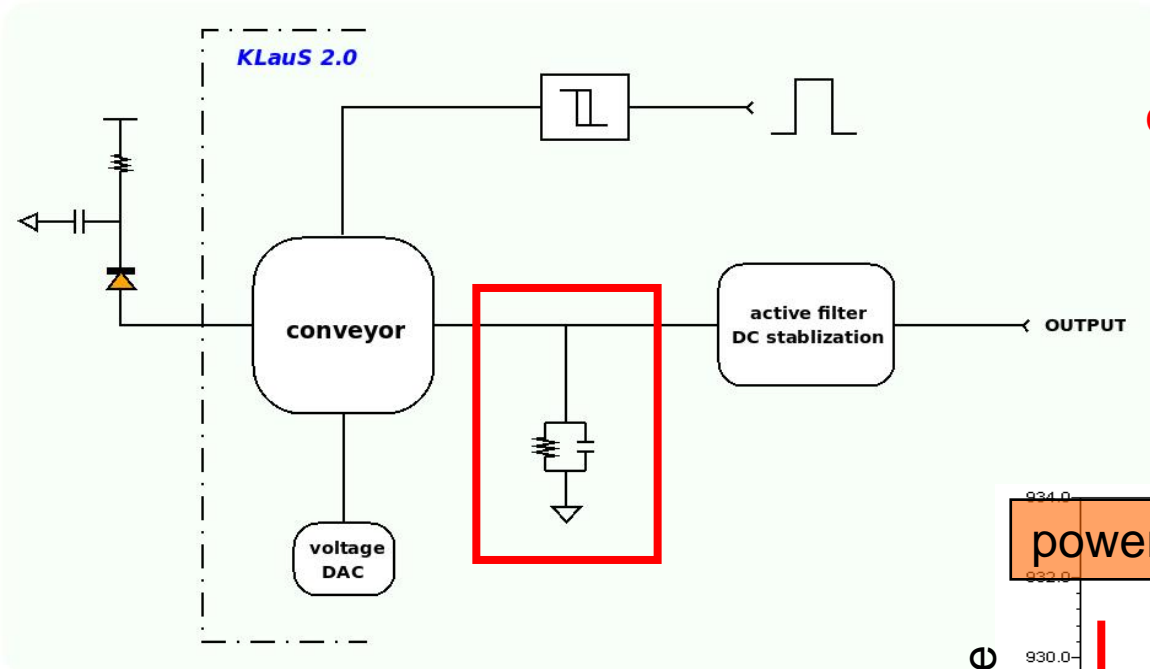 KLauS 2.0
conveyor
active filter
DC stablization
OUTPUT
voltage
DAC
934.0
power
932.0
930.0
e